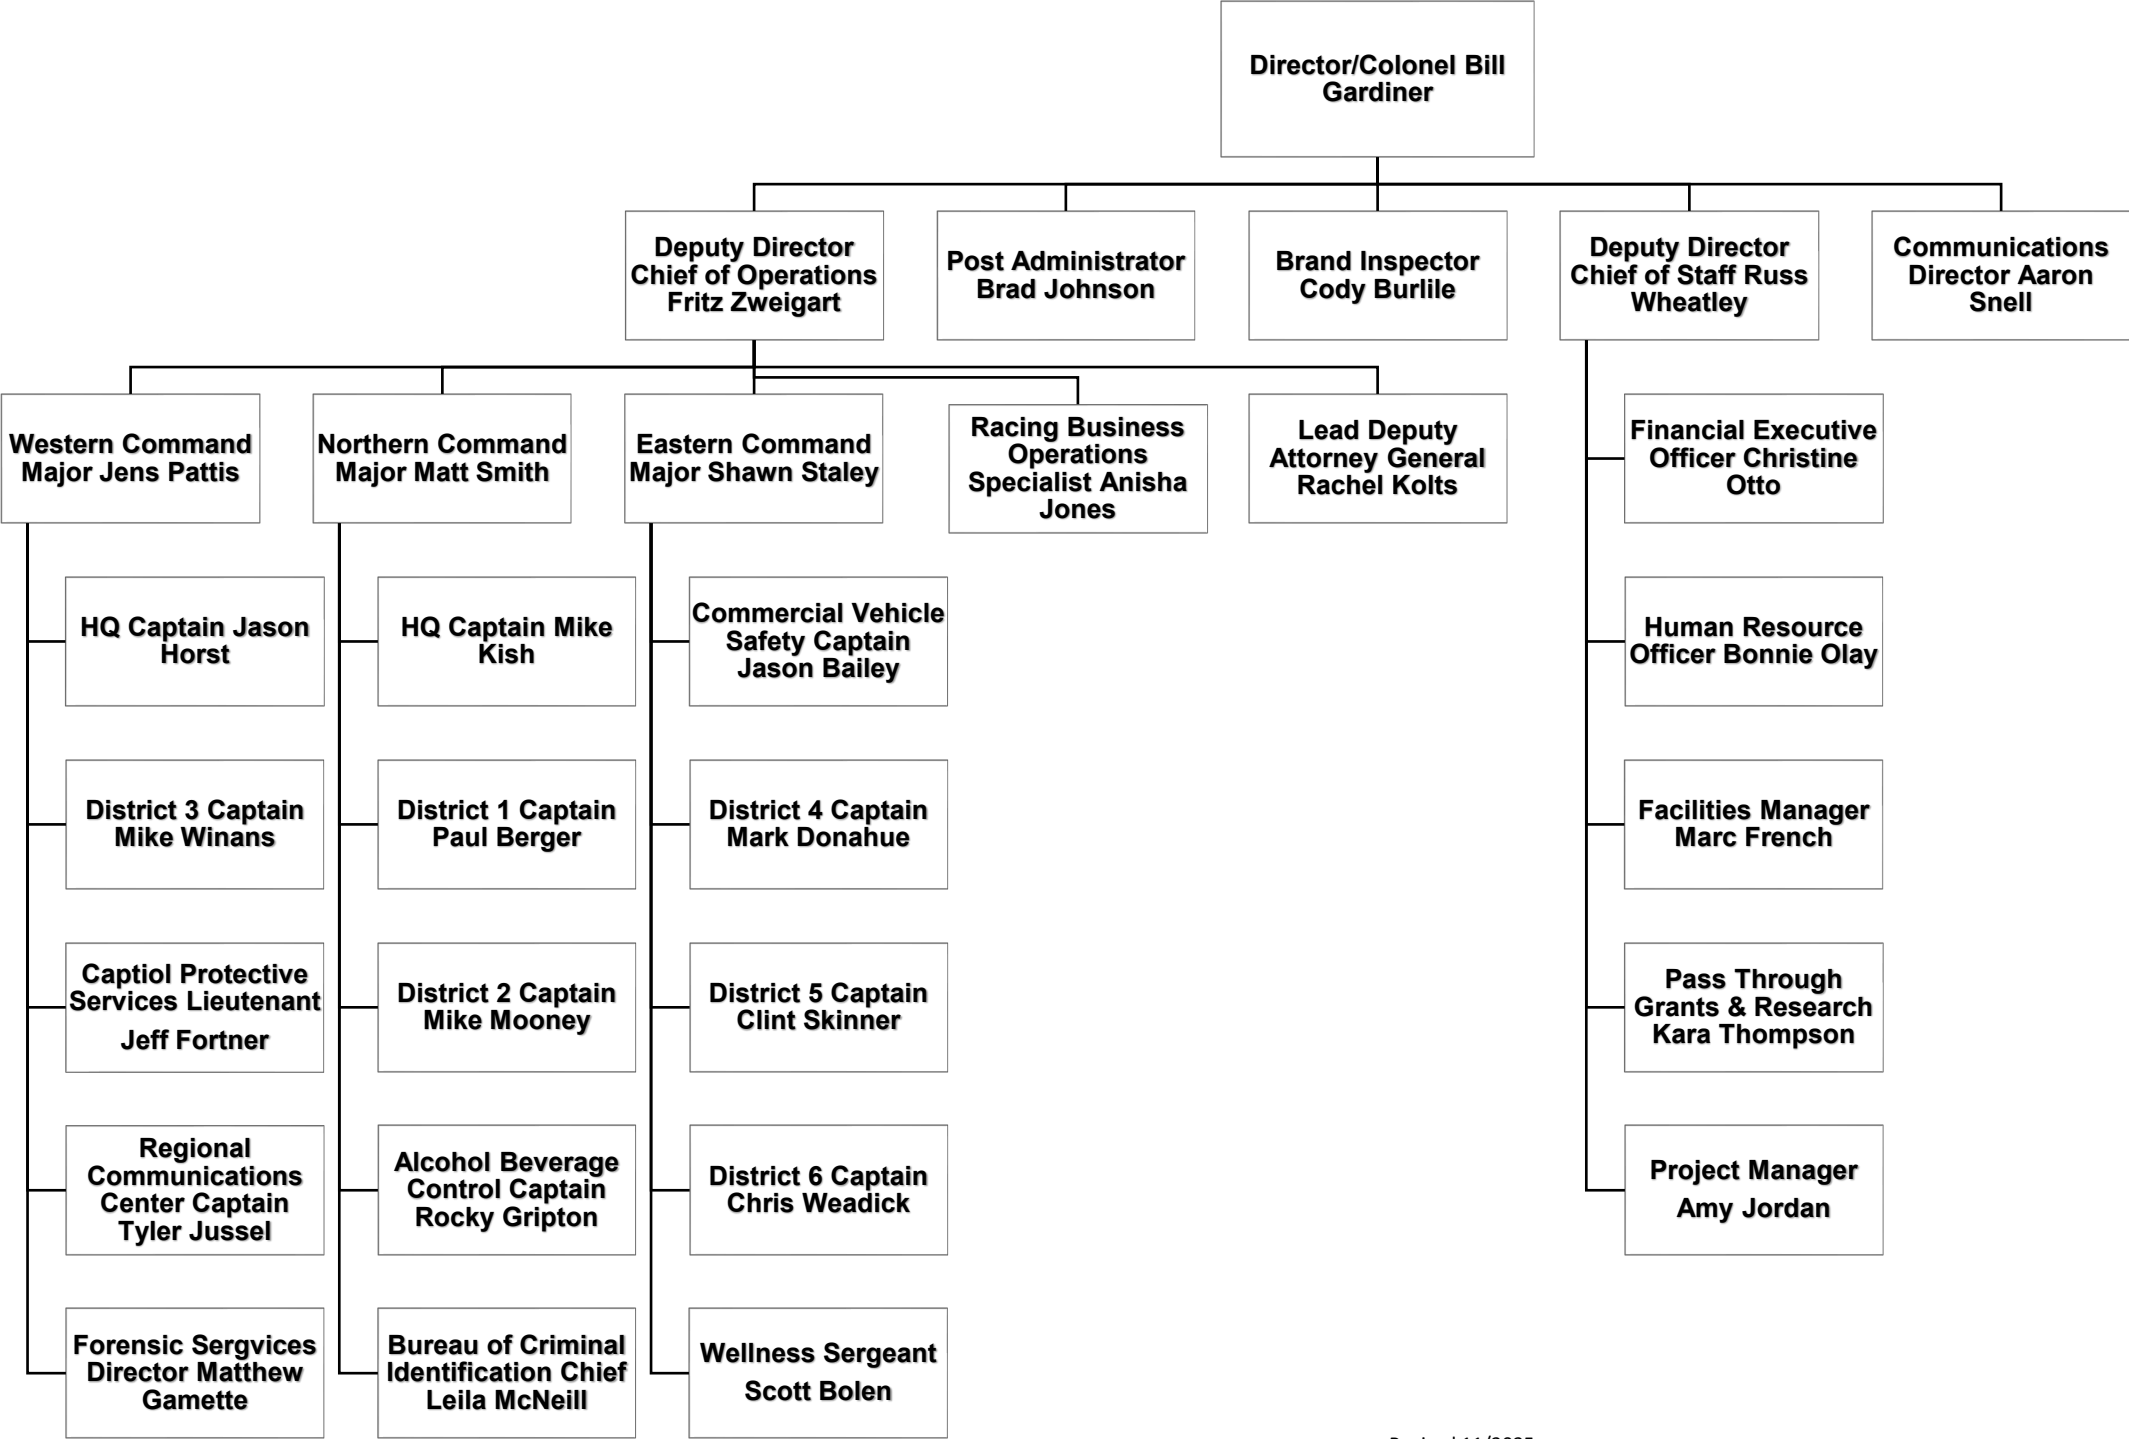 Director/Colonel Bill
Gardiner
Deputy Director
Chief of Operations
Fritz Zweigart
Post Administrator
Brad Johnson
Brand Inspector
Cody Burlile
Deputy Director
Chief of Staff Russ
Wheatley
Communications
Director Aaron
Snell
Western Command
Major Jens Pattis
Northern Command
Major Matt Smith
Eastern Command
Major Shawn Staley
Racing Business
Operations
Specialist Anisha
Jones
Lead Deputy
Attorney General
Rachel Kolts
Financial Executive
Officer Christine
Otto
HQ Captain Jason
Horst
HQ Captain Mike
Kish
Commercial Vehicle
Safety Captain
Jason Bailey
Human Resource
Officer Bonnie Olay
District 3 Captain
Mike Winans
District 1 Captain
Paul Berger
District 4 Captain
Mark Donahue
Facilities Manager
Marc French
Captiol Protective
Services Lieutenant
Jeff Fortner
District 2 Captain
Mike Mooney
District 5 Captain
Clint Skinner
Pass Through
Grants & Research
Kara Thompson
Regional
Communications
Center Captain
Tyler Jussel
Alcohol Beverage
Control Captain
Rocky Gripton
District 6 Captain
Chris Weadick
Project Manager
Amy Jordan
Forensic Sergvices
Director Matthew
Gamette
Bureau of Criminal
Identification Chief
Leila McNeill
Wellness Sergeant
Scott Bolen